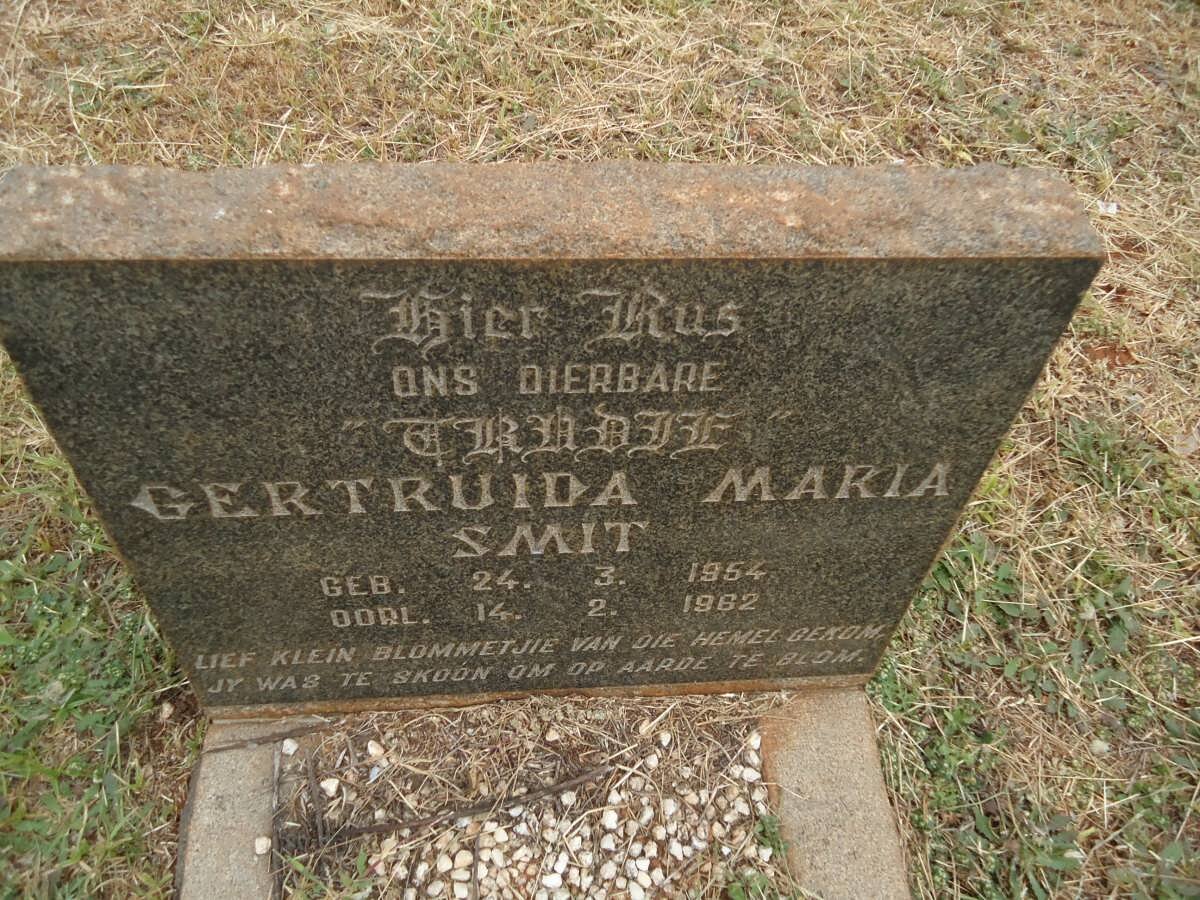 Hier Rus
ONS DIERBARE
"TRUDIE"
GERTRUIDA MARIA
SMIT
GEB. 24. 3. 1954
OORL. 14. 2. 1962
LIEF KLEIN BLOMMETJIE VAN DIE HEMEL GEKOM,
JY WAS TE SKOON OM OP AARDE TE BLOM.